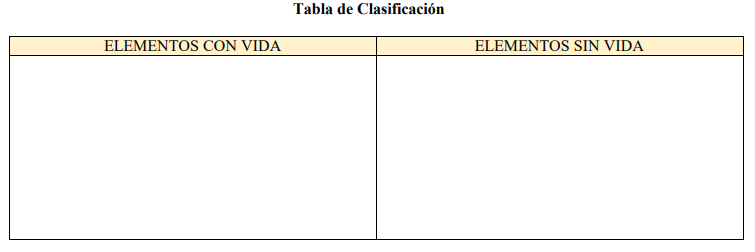 Tabla de Clasificación
ELEMENTOS CON VIDA
ELEMENTOS SIN VIDA